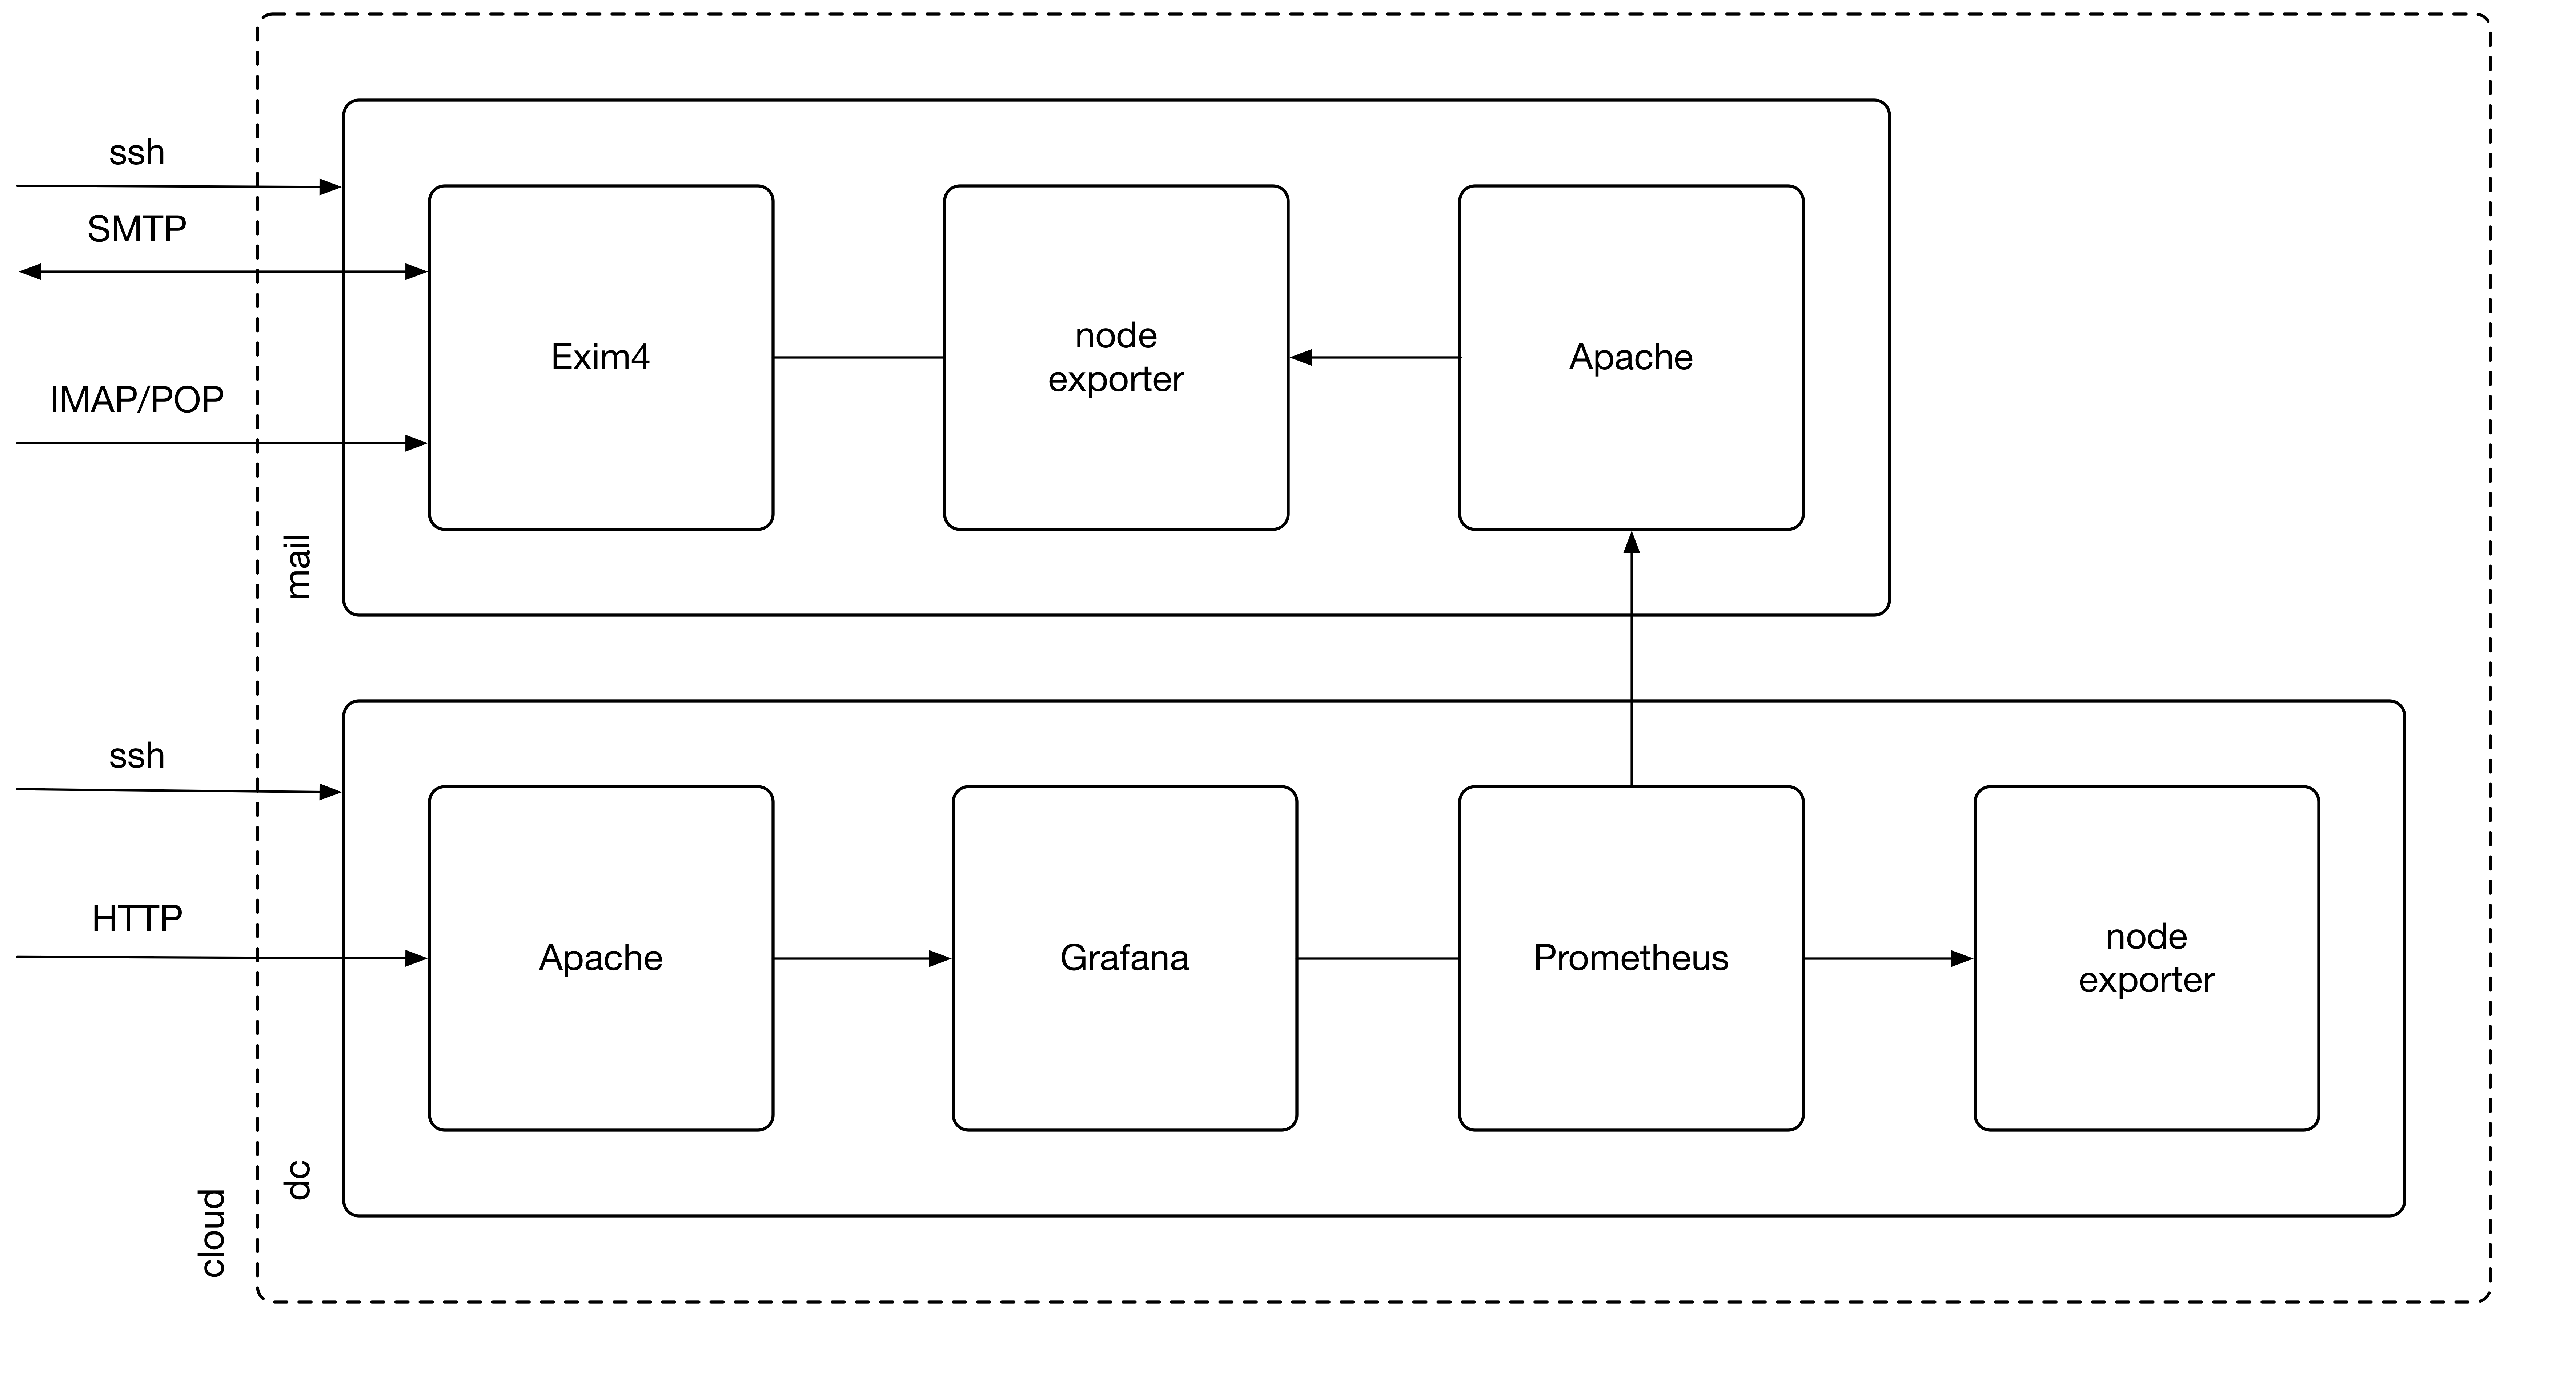 ssh
SMTP
IMAP/POP
mail
Exim4
node
exporter
Apache
ssh
HTTP
dc
cloud
Apache
Grafana
Prometheus
node
exporter